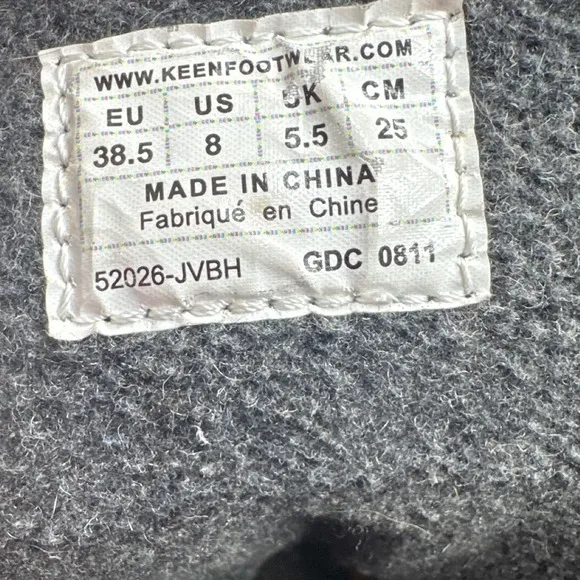 WWW.KEENFOOTWEAR.COM
EU US UK CM
38.5 8 5.5 25
MADE IN CHINA
Fabriqué en Chine
52026-JVBH GDC 0811